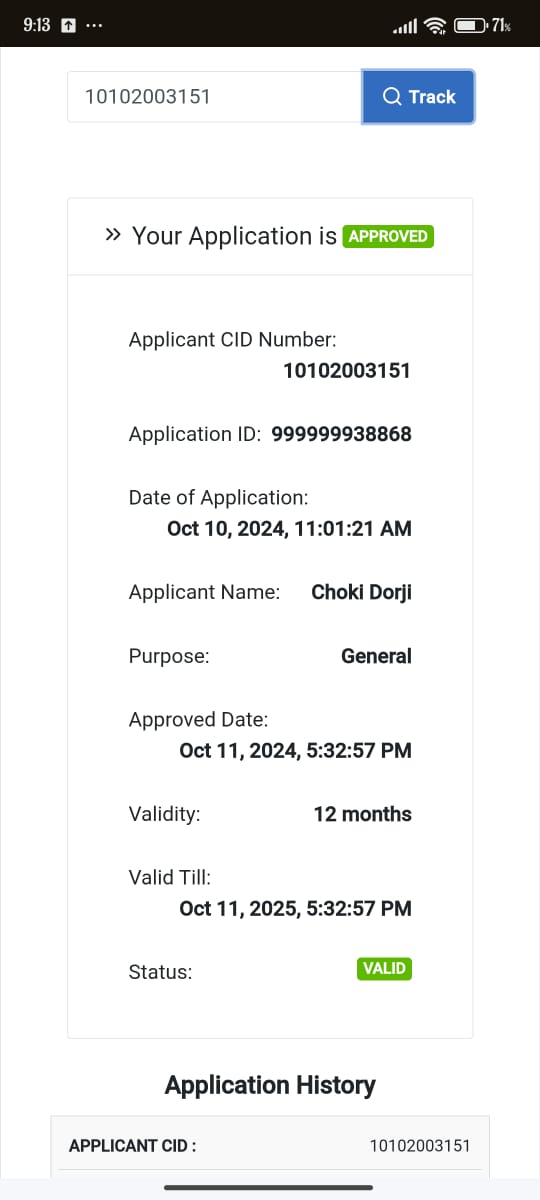 9:13 ... 71%
10102003151 Track
Your Application is APPROVED
Applicant CID Number:
10102003151
Application ID: 999999938868
Date of Application:
Oct 10, 2024, 11:01:21 AM
Applicant Name: Choki Dorji
Purpose: General
Approved Date:
Oct 11, 2024, 5:32:57 PM
Validity: 12 months
Valid Till:
Oct 11, 2025, 5:32:57 PM
Status: VALID
Application History
APPLICANT CID : 10102003151